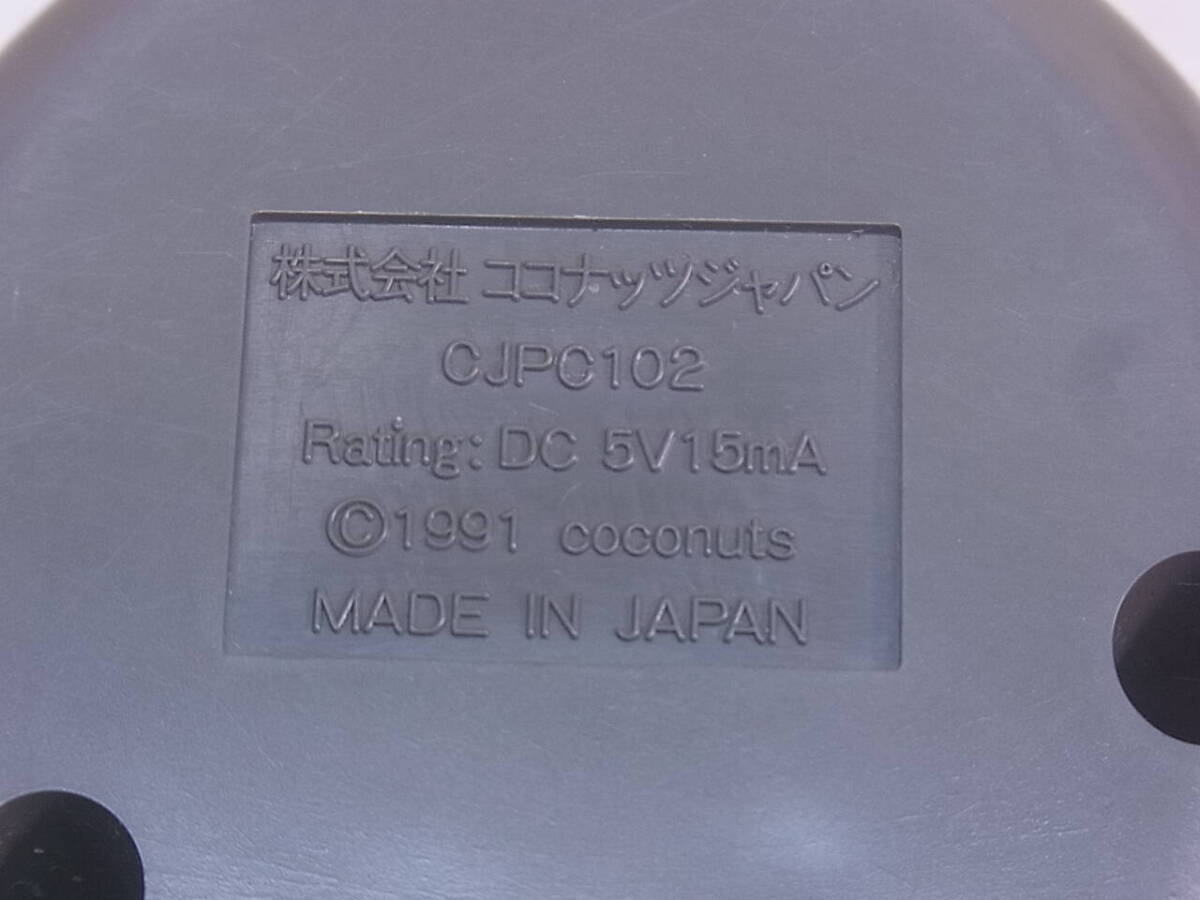 株式会社 ココナッツジャパン
CJPC102
Rating: DC 5V15mA
©1991 coconuts
MADE IN JAPAN